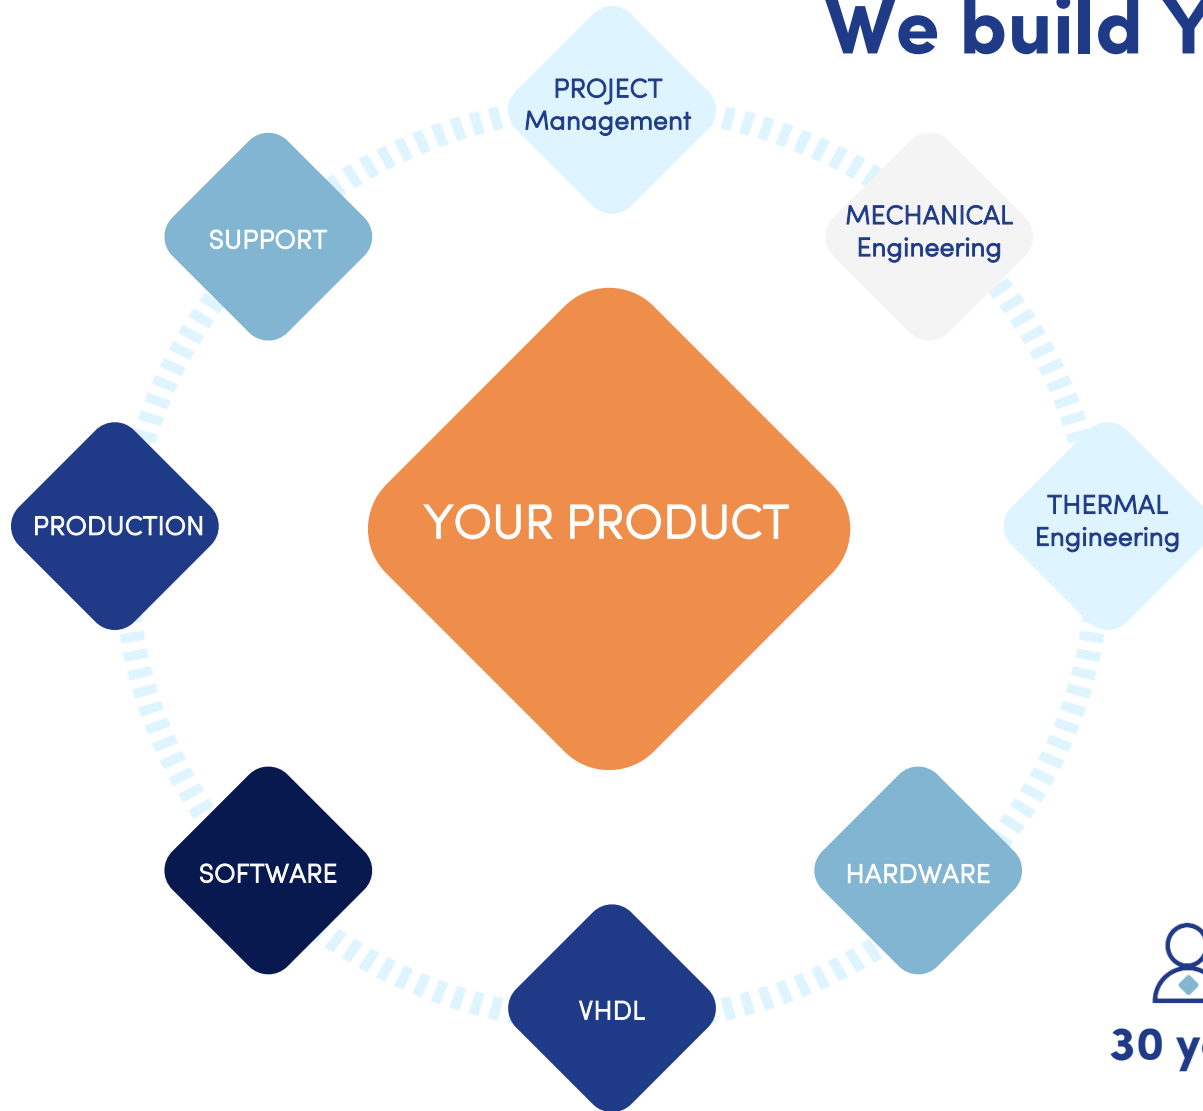 We build Y
PROJECT
Management
MECHANICAL
Engineering
SUPPORT
YOUR PRODUCT
THERMAL
Engineering
PRODUCTION
SOFTWARE
HARDWARE
VHDL
30 y